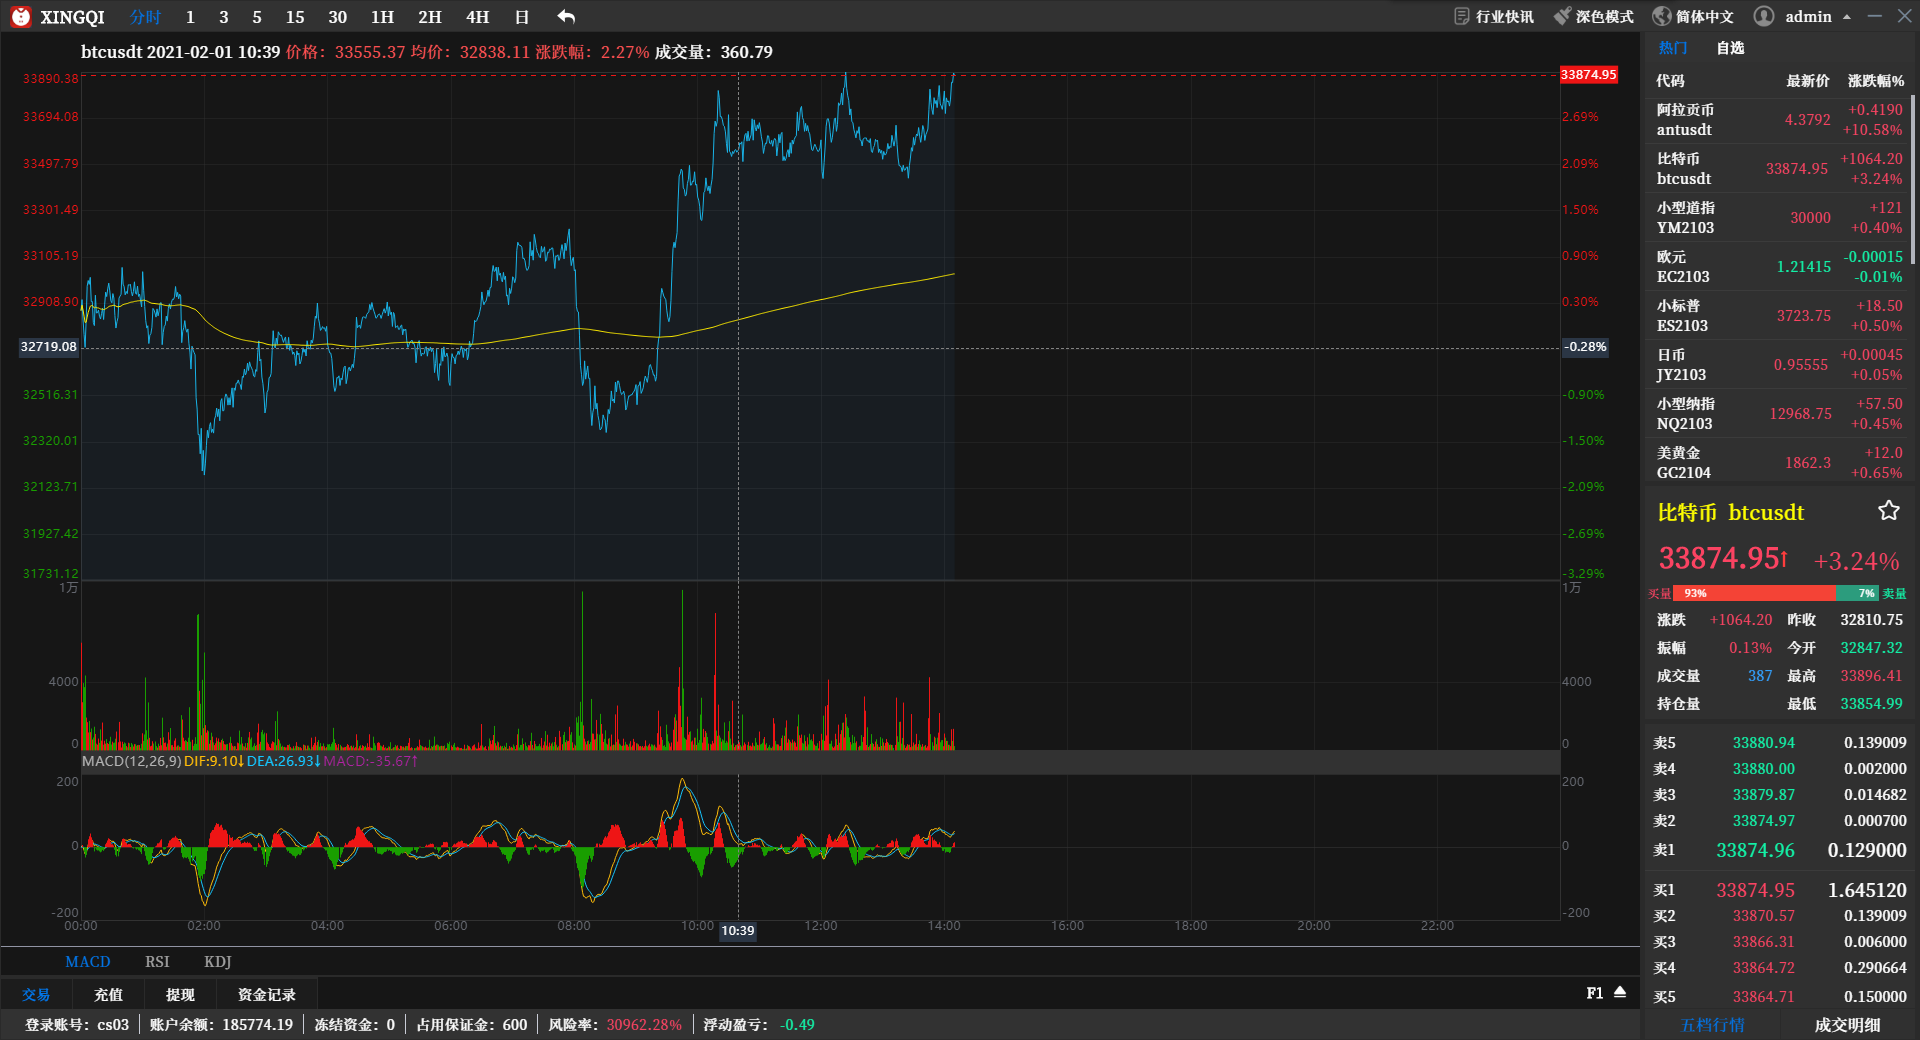 XINGQI 分时 1 3 5 15 30 1H 2H 4H 日 行业快讯 深色模式 简体中文 admin
btcusdt 2021-02-01 10:39 价格：33555.37 均价：32838.11 涨跌幅：2.27% 成交量：360.79
33890.38 33874.95
33694.08 2.69%
33497.79 2.09%
33301.49 1.50%
33105.19 0.90%
32908.90 0.30%
32719.08 -0.28%
32516.31 -0.90%
32320.01 -1.50%
32123.71 -2.09%
31927.42 -2.69%
31731.12 -3.29%
1万 1万
4000 4000
0 0
MACD(12,26,9) DIF:9.10↓ DEA:26.93↓ MACD:-35.67↑
200 200
0 0
-200 -200
00:00 02:00 04:00 06:00 08:00 10:00 10:39 12:00 14:00 16:00 18:00 20:00 22:00
MACD RSI KDJ
交易 充值 提现 资金记录 F1
登录账号：cs03 账户余额：185774.19 冻结资金：0 占用保证金：600 风险率：30962.28% 浮动盈亏：-0.49
热门 自选
代码 最新价 涨跌幅%
阿拉贡币 +0.4190
antusdt 4.3792 +10.58%
比特币 +1064.20
btcusdt 33874.95 +3.24%
小型道指 +121
YM2103 30000 +0.40%
欧元 -0.00015
EC2103 1.21415 -0.01%
小标普 +18.50
ES2103 3723.75 +0.50%
日币 +0.00045
JY2103 0.95555 +0.05%
小型纳指 +57.50
NQ2103 12968.75 +0.45%
美黄金 +12.0
GC2104 1862.3 +0.65%
比特币 btcusdt
33874.95↑ +3.24%
买量 93% 7% 卖量
涨跌 +1064.20 昨收 32810.75
振幅 0.13% 今开 32847.32
成交量 387 最高 33896.41
持仓量 最低 33854.99
卖5 33880.94 0.139009
卖4 33880.00 0.002000
卖3 33879.87 0.014682
卖2 33874.97 0.000700
卖1 33874.96 0.129000
买1 33874.95 1.645120
买2 33870.57 0.139009
买3 33866.31 0.006000
买4 33864.72 0.290664
买5 33864.71 0.150000
五档行情 成交明细